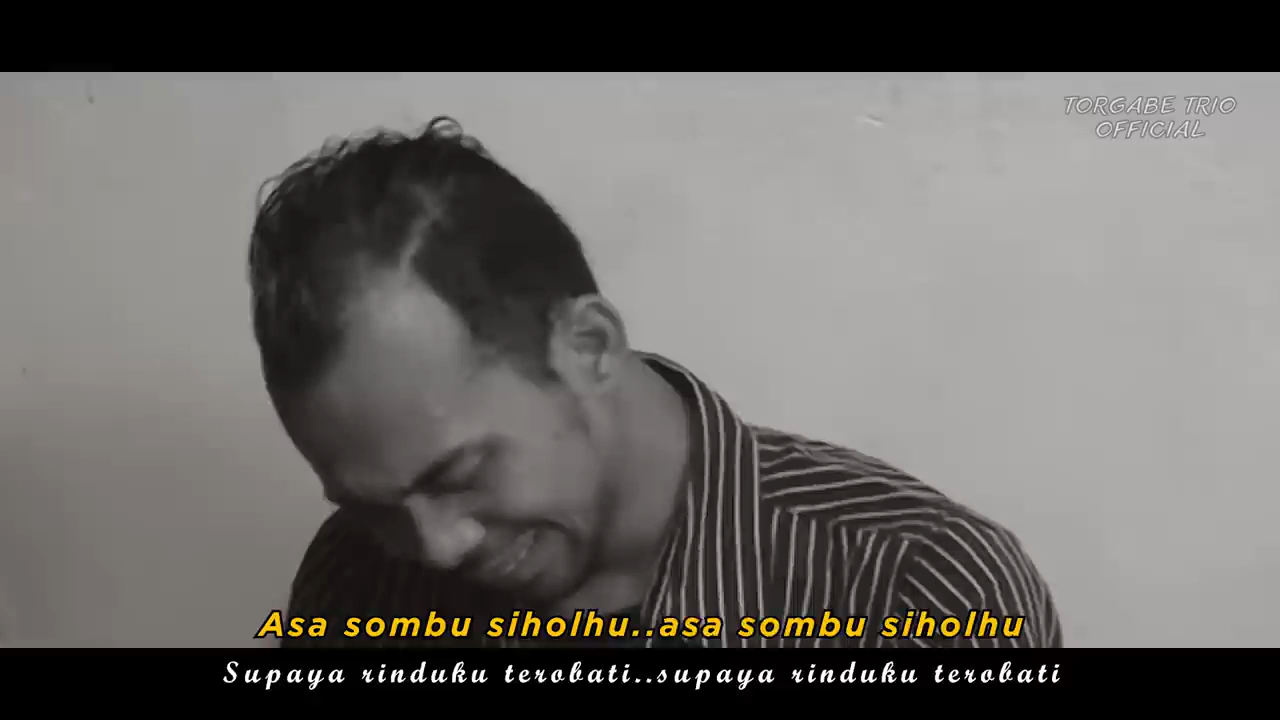 TORGABE TRIO
OFFICIAL
Asa sombu siholhu..asa sombu siholhu
Supaya rinduku terobati..supaya rinduku terobati